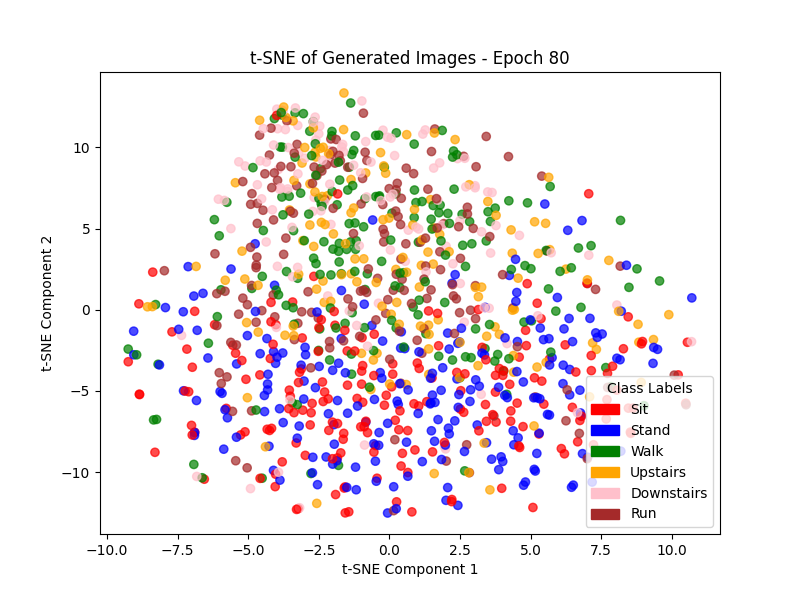 t-SNE of Generated Images - Epoch 80
t-SNE Component 2
10
5
0
−5
−10
Class Labels
Sit
Stand
Walk
Upstairs
Downstairs
Run
−10.0 −7.5 −5.0 −2.5 0.0 2.5 5.0 7.5 10.0
t-SNE Component 1